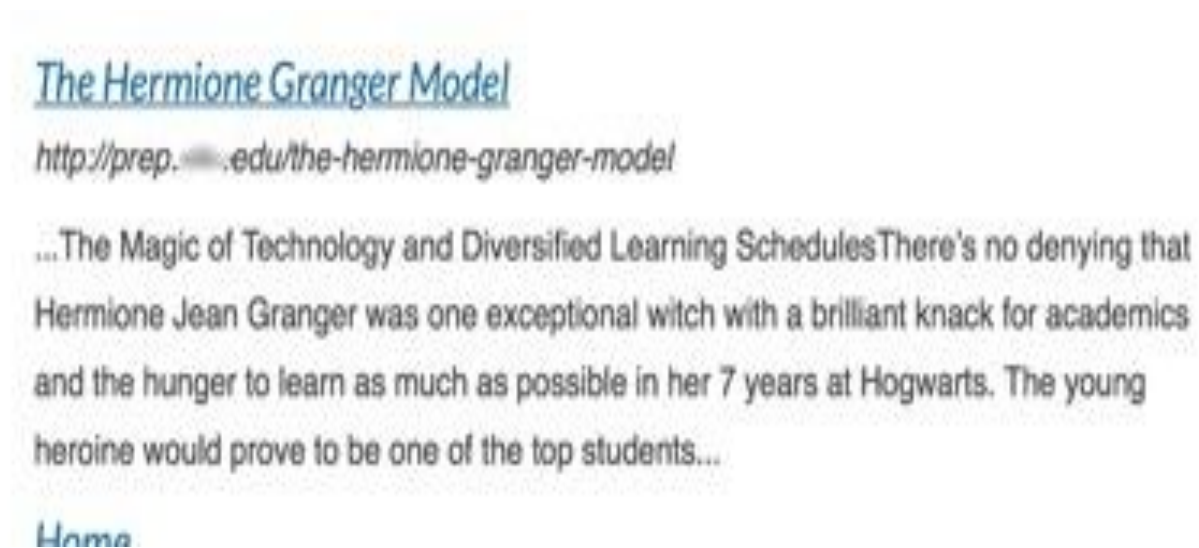 The Hermione Granger Model
http://prep..edu/the-hermione-granger-model
...The Magic of Technology and Diversified Learning SchedulesThere's no denying that
Hermione Jean Granger was one exceptional witch with a brilliant knack for academics
and the hunger to learn as much as possible in her 7 years at Hogwarts. The young
heroine would prove to be one of the top students...
Home